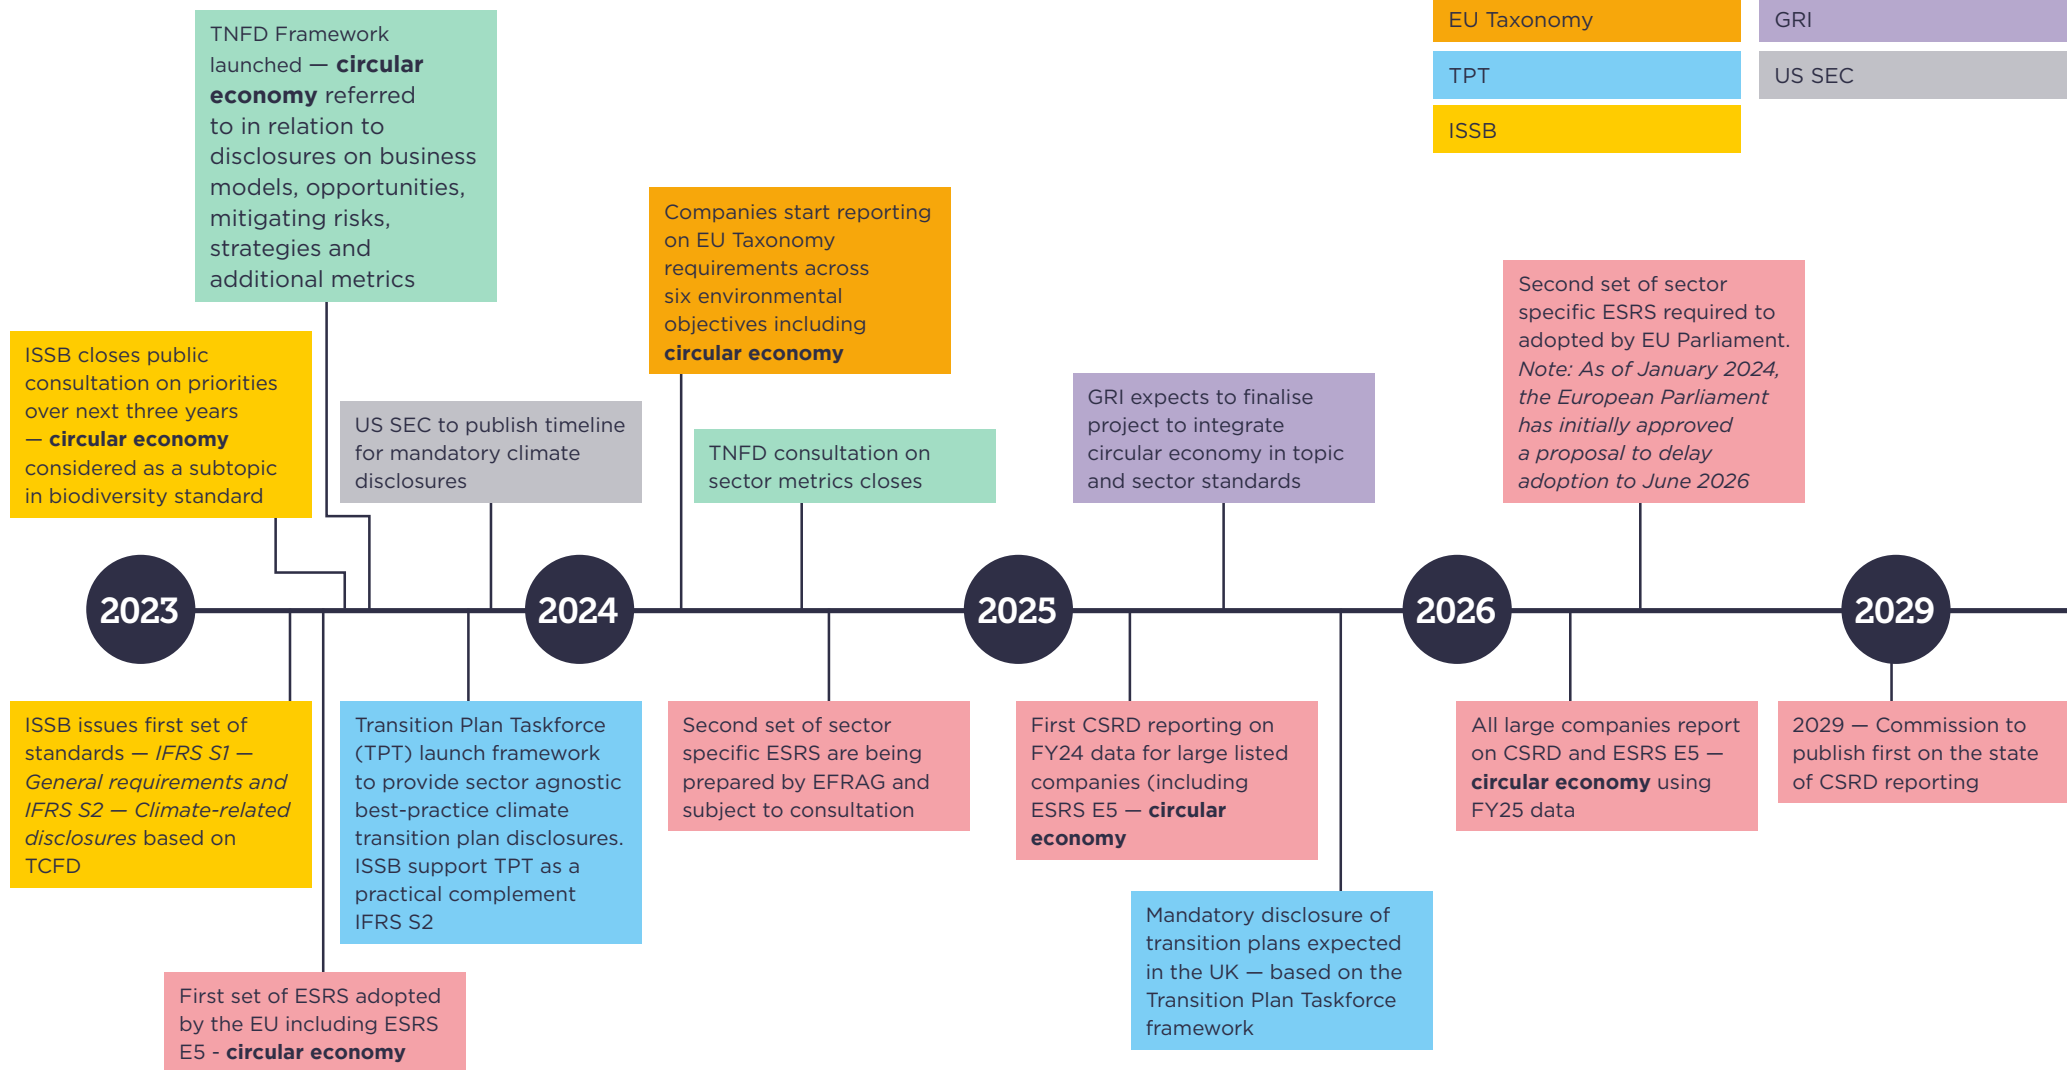 EU Taxonomy
GRI
TPT
US SEC
ISSB
TNFD Framework
launched — circular
economy referred
to in relation to
disclosures on business
models, opportunities,
mitigating risks,
strategies and
additional metrics
Companies start reporting
on EU Taxonomy
requirements across
six environmental
objectives including
circular economy
Second set of sector
specific ESRS required to
adopted by EU Parliament.
Note: As of January 2024,
the European Parliament
has initially approved
a proposal to delay
adoption to June 2026
ISSB closes public
consultation on priorities
over next three years
— circular economy
considered as a subtopic
in biodiversity standard
US SEC to publish timeline
for mandatory climate
disclosures
TNFD consultation on
sector metrics closes
GRI expects to finalise
project to integrate
circular economy in topic
and sector standards
2023
2024
2025
2026
2029
ISSB issues first set of
standards — IFRS S1 —
General requirements and
IFRS S2 — Climate-related
disclosures based on
TCFD
Transition Plan Taskforce
(TPT) launch framework
to provide sector agnostic
best-practice climate
transition plan disclosures.
ISSB support TPT as a
practical complement
IFRS S2
Second set of sector
specific ESRS are being
prepared by EFRAG and
subject to consultation
First CSRD reporting on
FY24 data for large listed
companies (including
ESRS E5 — circular
economy
All large companies report
on CSRD and ESRS E5 —
circular economy using
FY25 data
2029 — Commission to
publish first on the state
of CSRD reporting
Mandatory disclosure of
transition plans expected
in the UK — based on the
Transition Plan Taskforce
framework
First set of ESRS adopted
by the EU including ESRS
E5 - circular economy